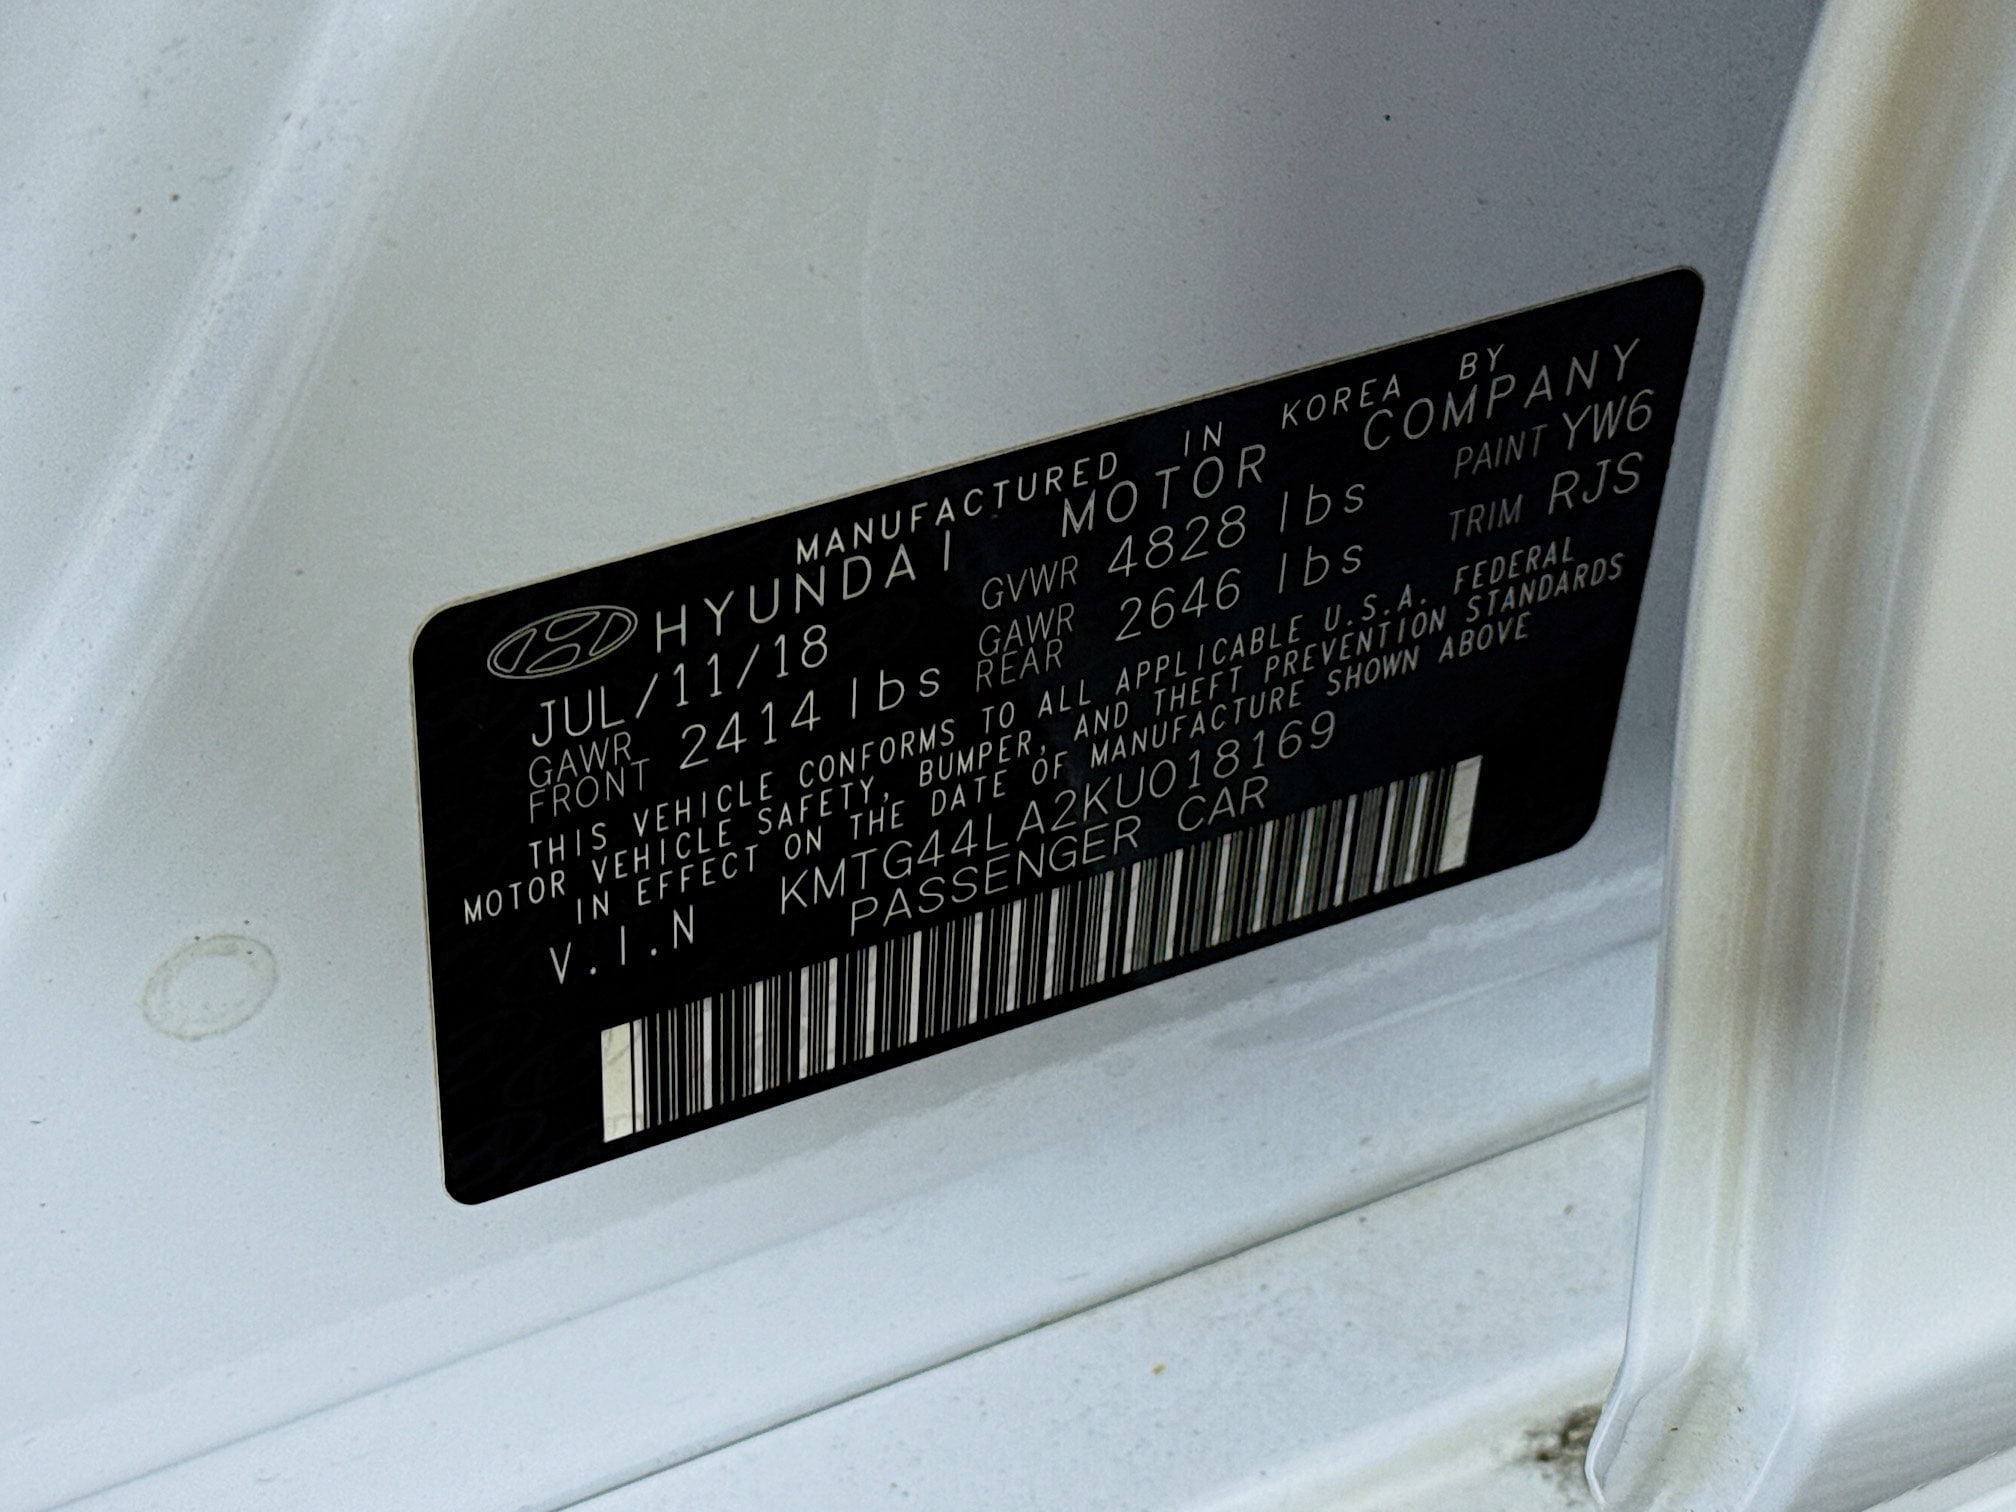 MANUFACTURED IN KOREA BY
HYUNDAI MOTOR COMPANY
JUL/11/18 GVWR 4828 lbs PAINT YW6
GAWR FRONT 2414 lbs GAWR REAR 2646 lbs TRIM RJS
THIS VEHICLE CONFORMS TO ALL APPLICABLE U.S.A. FEDERAL
MOTOR VEHICLE SAFETY, BUMPER, AND THEFT PREVENTION STANDARDS
IN EFFECT ON THE DATE OF MANUFACTURE SHOWN ABOVE
V.I.N KMTG44LA2KU018169
PASSENGER CAR